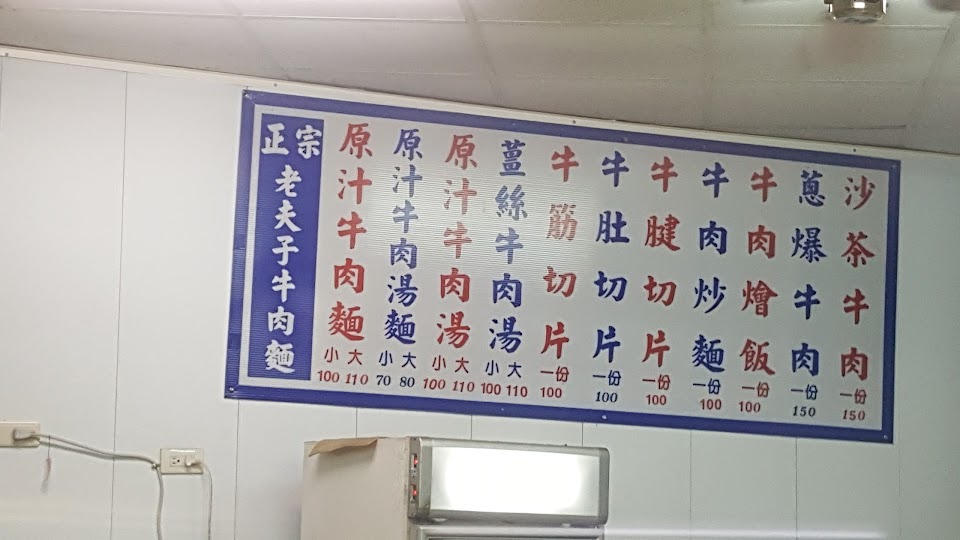 正宗
老夫子牛肉麵
原汁牛肉麵
小 大
100 110
原汁牛肉湯麵
小 大
70 80
原汁牛肉湯
小 大
100 110
薑絲牛肉湯
小 大
100 110
牛筋切片
一份
100
牛肚切片
一份
100
牛腱切片
一份
100
牛肉炒麵
一份
100
牛肉燴飯
一份
100
蔥爆牛肉
一份
150
沙茶牛肉
一份
150